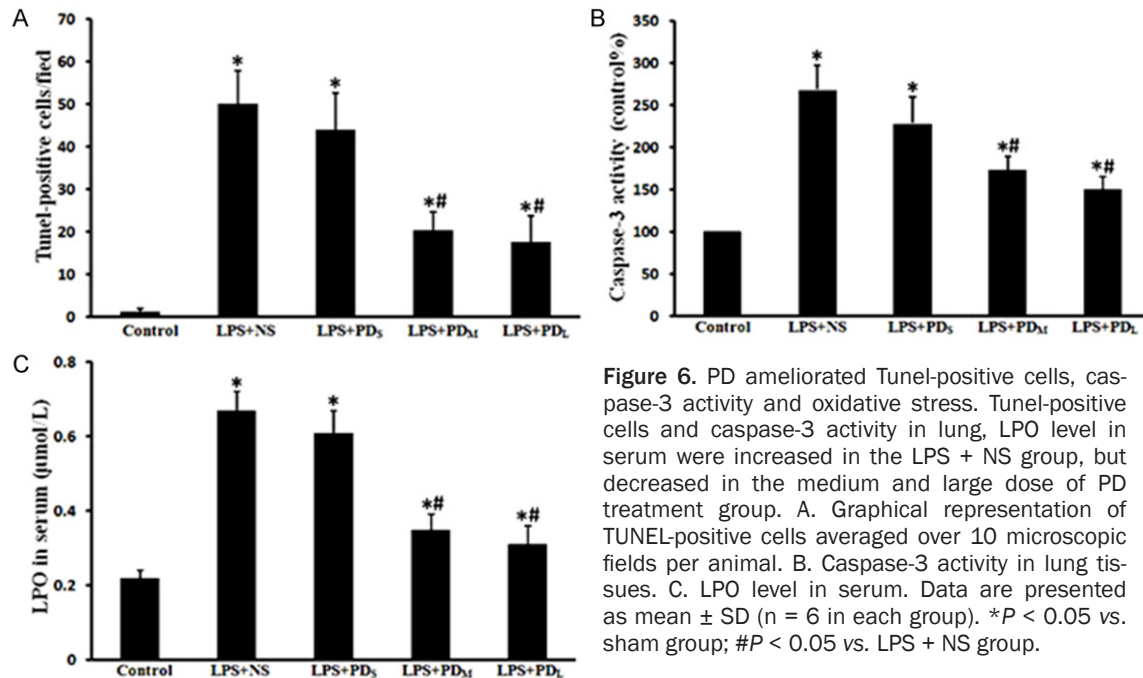 A
Tunel-positive cells/fied
70
60
50
40
30
20
10
0
* * *# *#
Control LPS+NS LPS+PDS LPS+PDM LPS+PDL
B
Caspase-3 activity (control%)
350
300
250
200
150
100
50
0
* * *# *#
Control LPS+NS LPS+PDS LPS+PDM LPS+PDL
C
LPO in serum (μmol/L)
0.8
0.6
0.4
0.2
0
* * *# *#
Control LPS+NS LPS+PDS LPS+PDM LPS+PDL
Figure 6. PD ameliorated Tunel-positive cells, cas-
pase-3 activity and oxidative stress. Tunel-positive
cells and caspase-3 activity in lung, LPO level in
serum were increased in the LPS + NS group, but
decreased in the medium and large dose of PD
treatment group. A. Graphical representation of
TUNEL-positive cells averaged over 10 microscopic
fields per animal. B. Caspase-3 activity in lung tis-
sues. C. LPO level in serum. Data are presented
as mean ± SD (n = 6 in each group). *P < 0.05 vs.
sham group; #P < 0.05 vs. LPS + NS group.